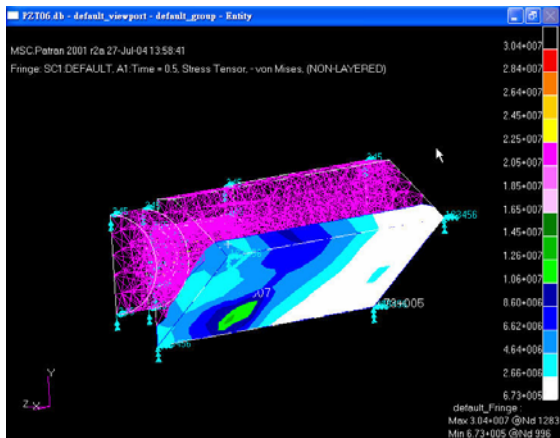 PZT06.db - default_viewport - default_group - Entity
MSC.Patran 2001 r2a 27-Jul-04 13:58:41
Fringe: SC1:DEFAULT, A1:Time = 0.5, Stress Tensor, - von Mises, (NON-LAYERED)
3.04+007
2.84+007
2.64+007
2.44+007
2.25+007
2.05+007
1.85+007
1.65+007
1.45+007
1.26+007
1.06+007
8.60+006
6.62+006
4.64+006
2.66+006
6.73+005
Y
Z
X
default_Fringe :
Max 3.04+007 @Nd 1283
Min 6.73+005 @Nd 996